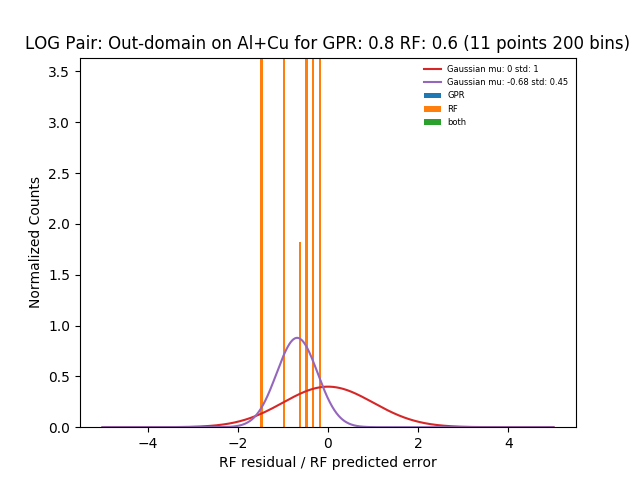 LOG Pair: Out-domain on Al+Cu for GPR: 0.8 RF: 0.6 (11 points 200 bins)
Gaussian mu: 0 std: 1
Gaussian mu: -0.68 std: 0.45
GPR
RF
both
Normalized Counts
3.5
3.0
2.5
2.0
1.5
1.0
0.5
0.0
−4 −2 0 2 4
RF residual / RF predicted error